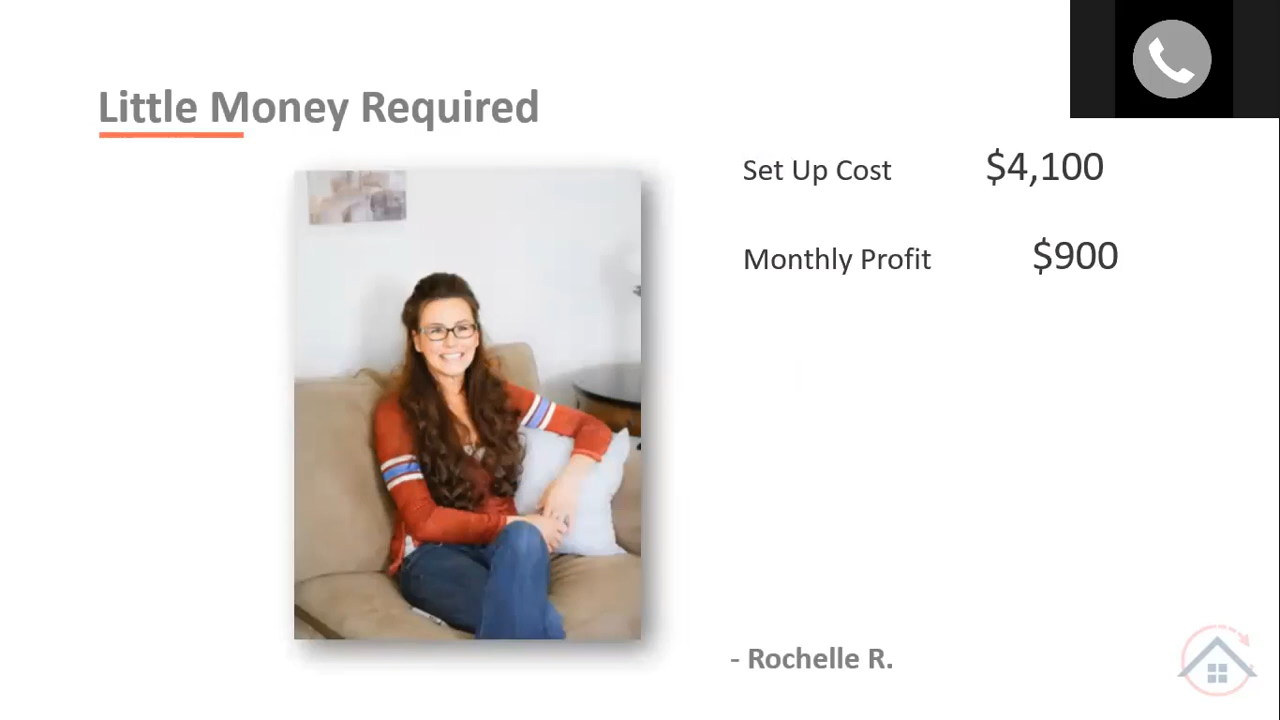 Little Money Required
Set Up Cost $4,100
Monthly Profit $900
- Rochelle R.